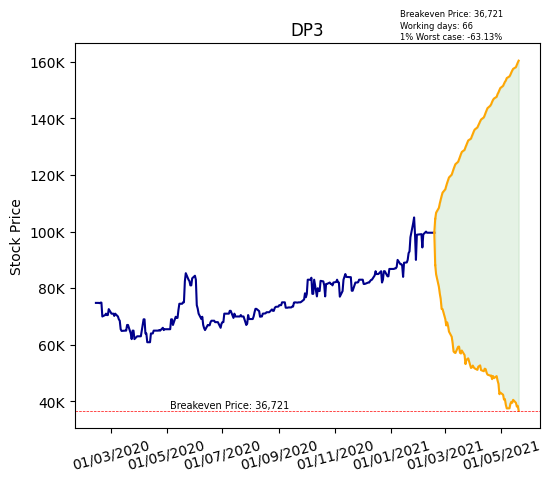 Breakeven Price: 36,721
Working days: 66
1% Worst case: -63.13%
DP3
Stock Price
160K
140K
120K
100K
80K
60K
40K
Breakeven Price: 36,721
01/03/2020
01/05/2020
01/07/2020
01/09/2020
01/11/2020
01/01/2021
01/03/2021
01/05/2021